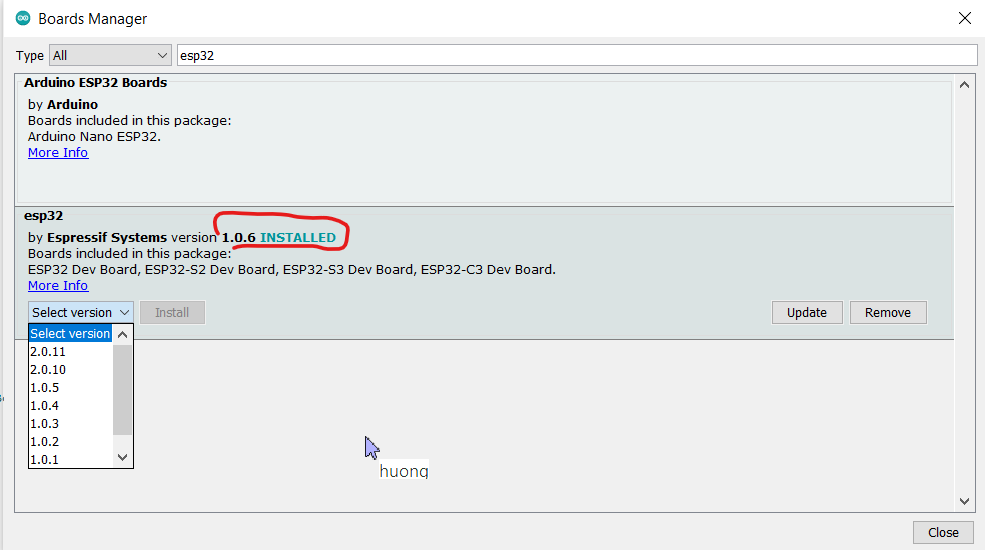 Boards Manager
Type All esp32
Arduino ESP32 Boards
by Arduino
Boards included in this package:
Arduino Nano ESP32.
More Info
esp32
by Espressif Systems version 1.0.6 INSTALLED
Boards included in this package:
ESP32 Dev Board, ESP32-S2 Dev Board, ESP32-S3 Dev Board, ESP32-C3 Dev Board.
More Info
Select version Install Update Remove
Select version
2.0.11
2.0.10
1.0.5
1.0.4
1.0.3
1.0.2
1.0.1
huong
Close